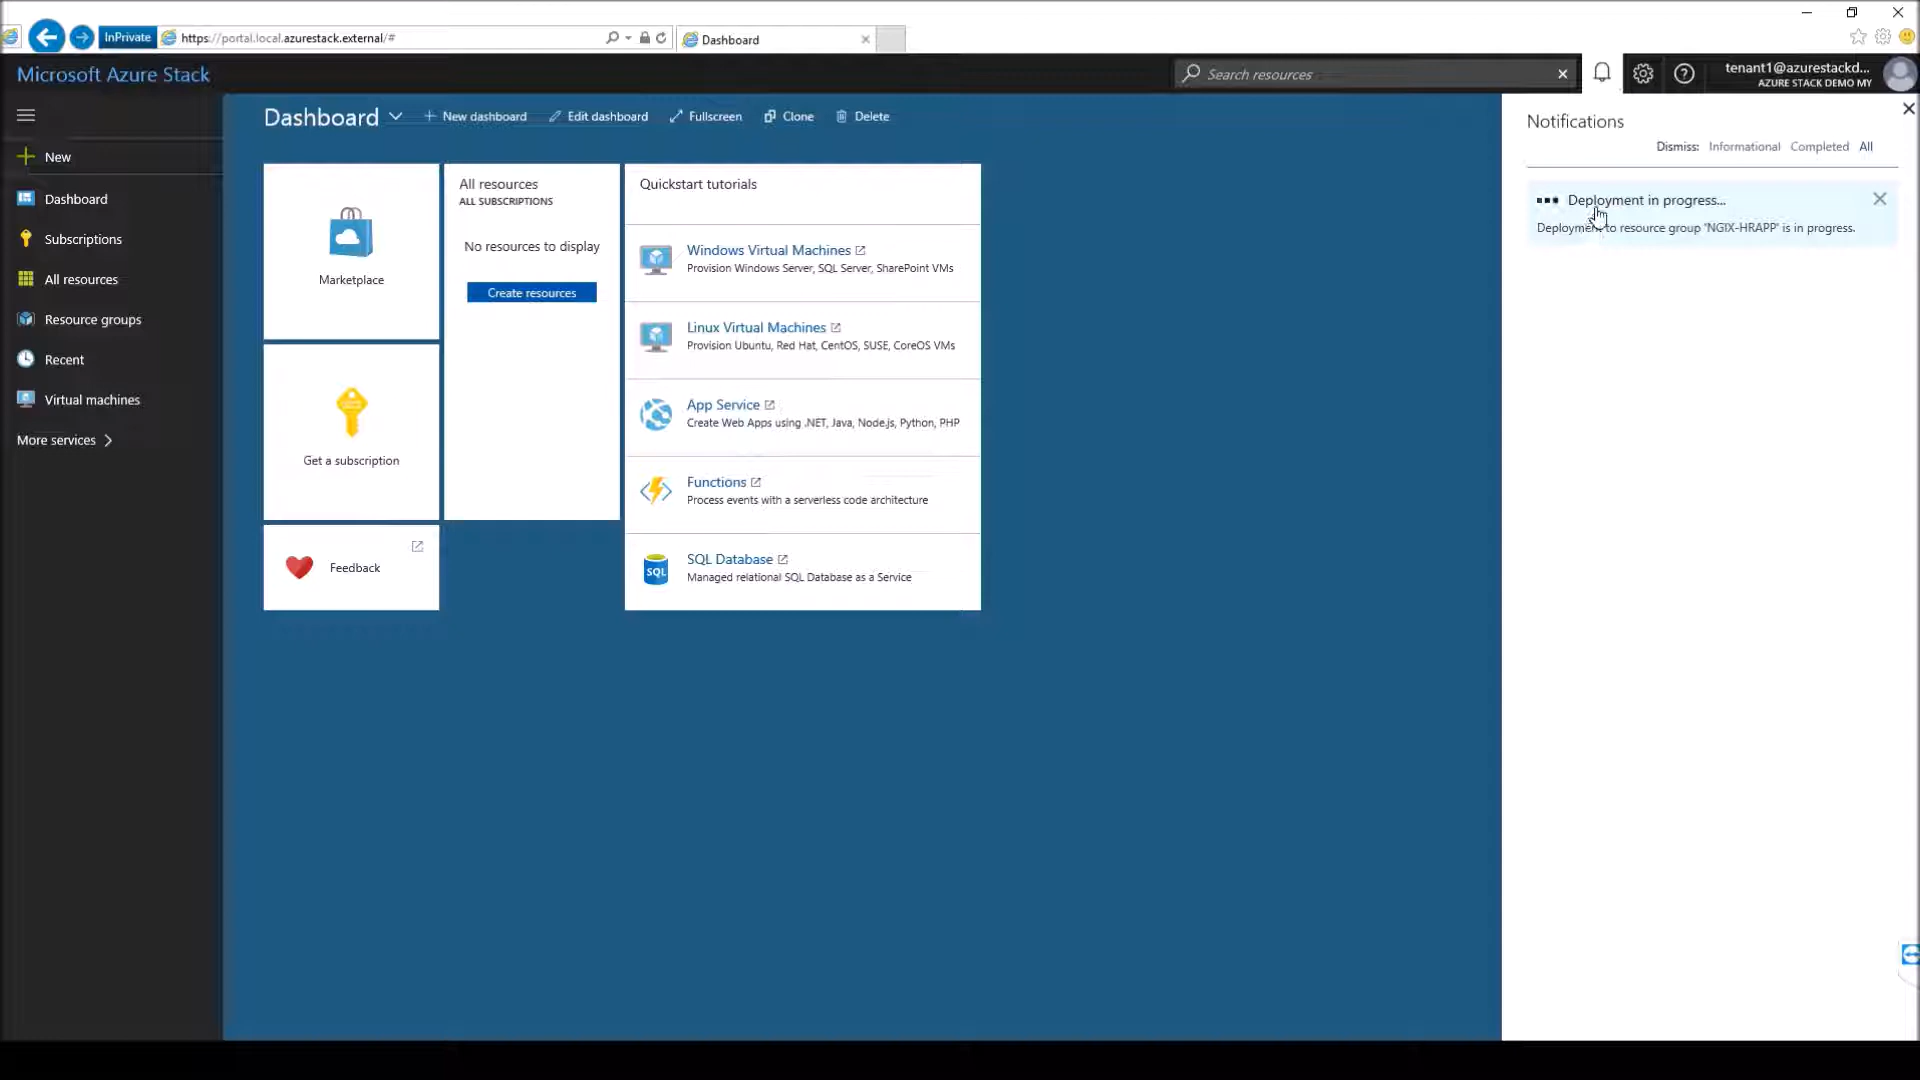 InPrivate
https://portal.local.azurestack.external/#
Dashboard
Microsoft Azure Stack
Search resources
tenant1@azurestackd...
AZURE STACK DEMO MY
New
Dashboard
Subscriptions
All resources
Resource groups
Recent
Virtual machines
More services
Dashboard
New dashboard
Edit dashboard
Fullscreen
Clone
Delete
Marketplace
Get a subscription
Feedback
All resources
ALL SUBSCRIPTIONS
No resources to display
Create resources
Quickstart tutorials
Windows Virtual Machines
Provision Windows Server, SQL Server, SharePoint VMs
Linux Virtual Machines
Provision Ubuntu, Red Hat, CentOS, SUSE, CoreOS VMs
App Service
Create Web Apps using .NET, Java, Node.js, Python, PHP
Functions
Process events with a serverless code architecture
SQL
SQL Database
Managed relational SQL Database as a Service
Notifications
Dismiss: Informational Completed All
Deployment in progress...
Deployment to resource group 'NGIX-HRAPP' is in progress.